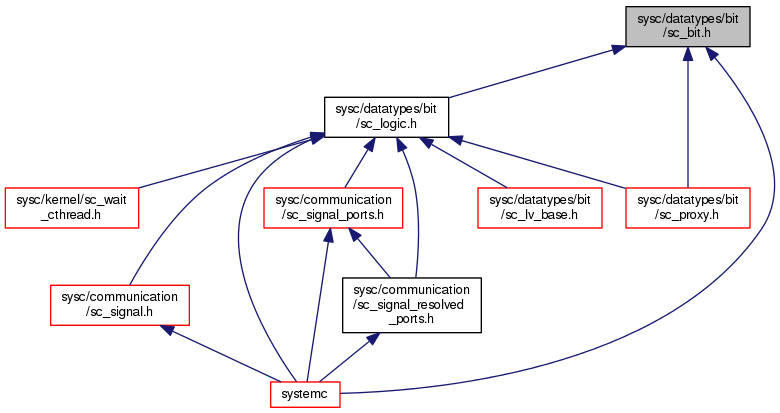 sysc/datatypes/bit
/sc_bit.h
sysc/datatypes/bit
/sc_logic.h
sysc/kernel/sc_wait
_cthread.h
sysc/communication
/sc_signal_ports.h
sysc/datatypes/bit
/sc_lv_base.h
sysc/datatypes/bit
/sc_proxy.h
sysc/communication
/sc_signal.h
sysc/communication
/sc_signal_resolved
_ports.h
systemc